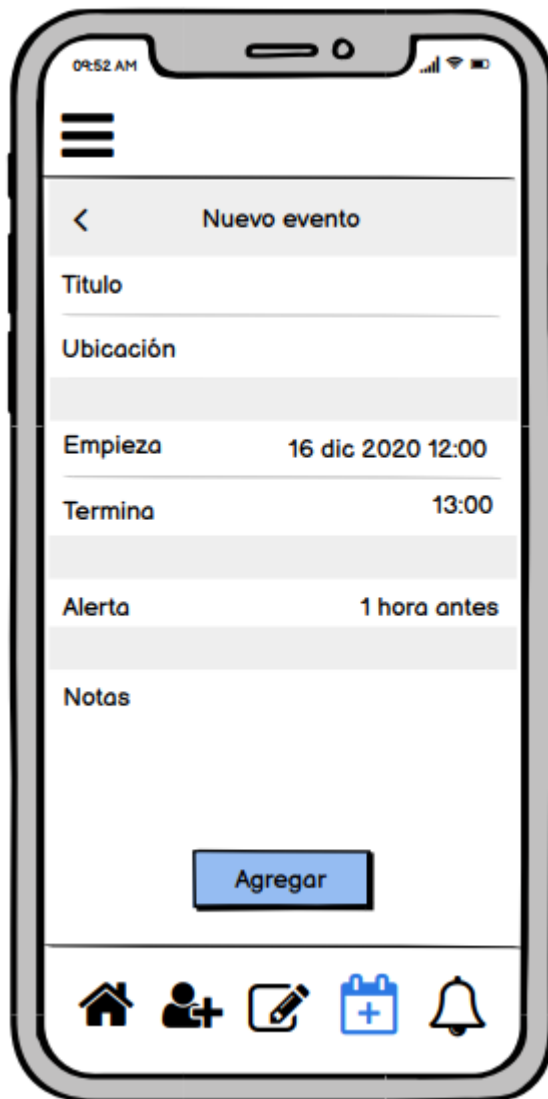 09:52 AM
Nuevo evento
Titulo
Ubicación
Empieza 16 dic 2020 12:00
Termina 13:00
Alerta 1 hora antes
Notas
Agregar